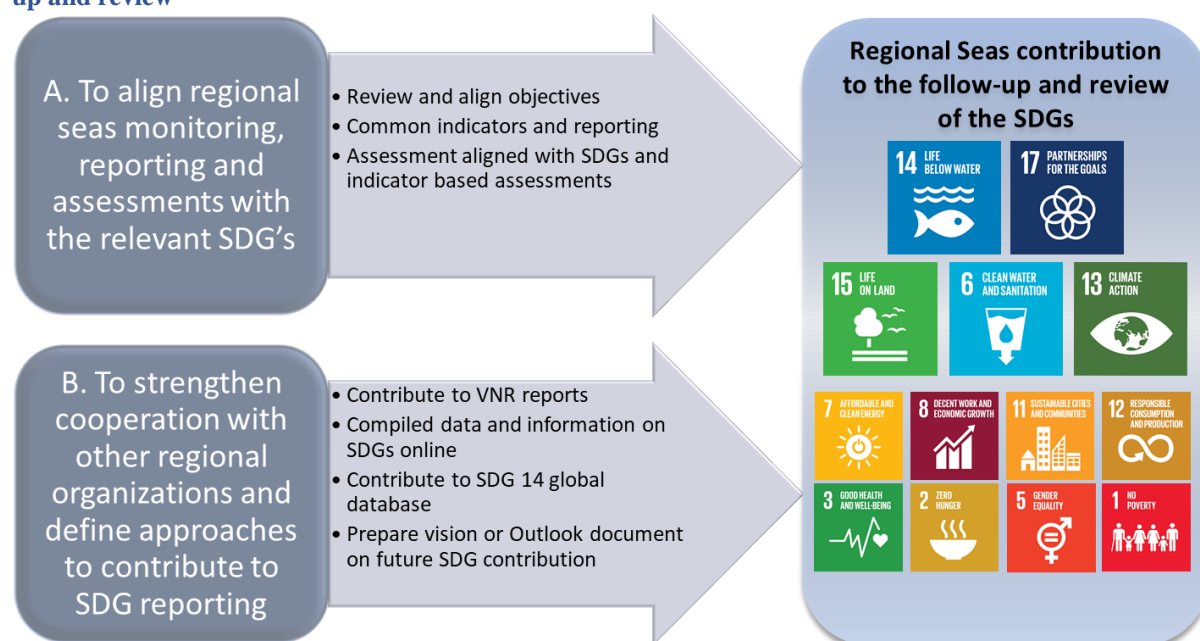 up and review
A. To align regional
seas monitoring,
reporting and
assessments with
the relevant SDG’s
• Review and align objectives
• Common indicators and reporting
• Assessment aligned with SDGs and
indicator based assessments
B. To strengthen
cooperation with
other regional
organizations and
define approaches
to contribute to
SDG reporting
• Contribute to VNR reports
• Compiled data and information on
SDGs online
• Contribute to SDG 14 global
database
• Prepare vision or Outlook document
on future SDG contribution
Regional Seas contribution
to the follow-up and review
of the SDGs
14 LIFE
BELOW WATER
17 PARTNERSHIPS
FOR THE GOALS
15 LIFE
ON LAND
6 CLEAN WATER
AND SANITATION
13 CLIMATE
ACTION
7 AFFORDABLE AND
CLEAN ENERGY
8 DECENT WORK AND
ECONOMIC GROWTH
11 SUSTAINABLE CITIES
AND COMMUNITIES
12 RESPONSIBLE
CONSUMPTION
AND PRODUCTION
3 GOOD HEALTH
AND WELL-BEING
2 ZERO
HUNGER
5 GENDER
EQUALITY
1 NO
POVERTY